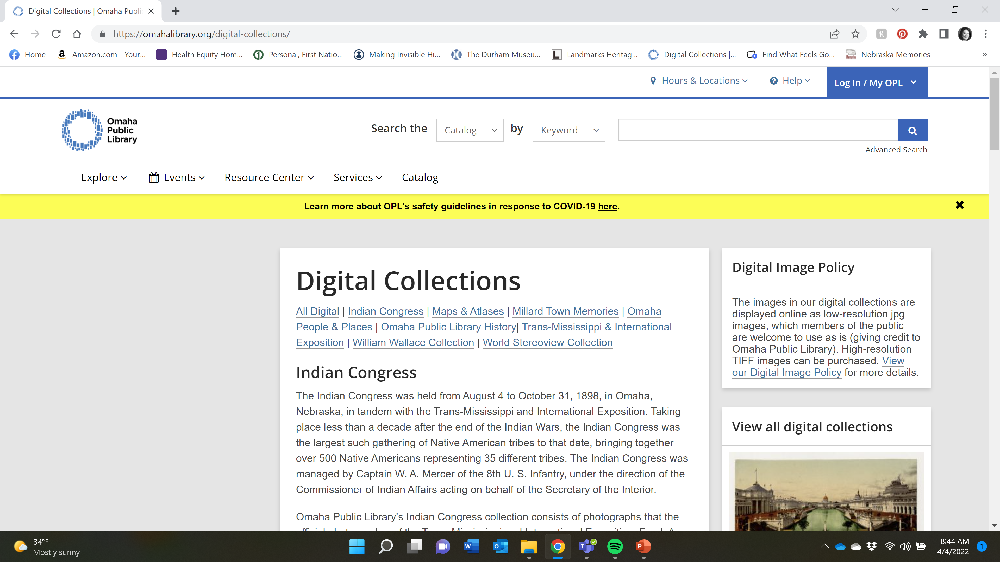 Digital Collections | Omaha Publi
https://omahalibrary.org/digital-collections/
Home
Amazon.com - Your...
Health Equity Hom...
Personal, First Natio...
Making Invisible Hi...
The Durham Museu...
Landmarks Heritag...
Digital Collections |...
Find What Feels Go...
Nebraska Memories
»
Hours & Locations
Help
Log In / My OPL
Omaha
Public
Library
Search the
Catalog
by
Keyword
Advanced Search
Explore
Events
Resource Center
Services
Catalog
Learn more about OPL's safety guidelines in response to COVID-19 here.
Digital Collections
All Digital | Indian Congress | Maps & Atlases | Millard Town Memories | Omaha
People & Places | Omaha Public Library History| Trans-Mississippi & International
Exposition | William Wallace Collection | World Stereoview Collection
Indian Congress
The Indian Congress was held from August 4 to October 31, 1898, in Omaha,
Nebraska, in tandem with the Trans-Mississippi and International Exposition. Taking
place less than a decade after the end of the Indian Wars, the Indian Congress was
the largest such gathering of Native American tribes to that date, bringing together
over 500 Native Americans representing 35 different tribes. The Indian Congress was
managed by Captain W. A. Mercer of the 8th U. S. Infantry, under the direction of the
Commissioner of Indian Affairs acting on behalf of the Secretary of the Interior.
Omaha Public Library's Indian Congress collection consists of photographs that the
official photographer of the Trans-Mississippi and International Exposition, Frank A.
Digital Image Policy
The images in our digital collections are
displayed online as low-resolution jpg
images, which members of the public
are welcome to use as is (giving credit to
Omaha Public Library). High-resolution
TIFF images can be purchased. View
our Digital Image Policy for more details.
View all digital collections
34°F
Mostly sunny
8:44 AM
4/4/2022
1